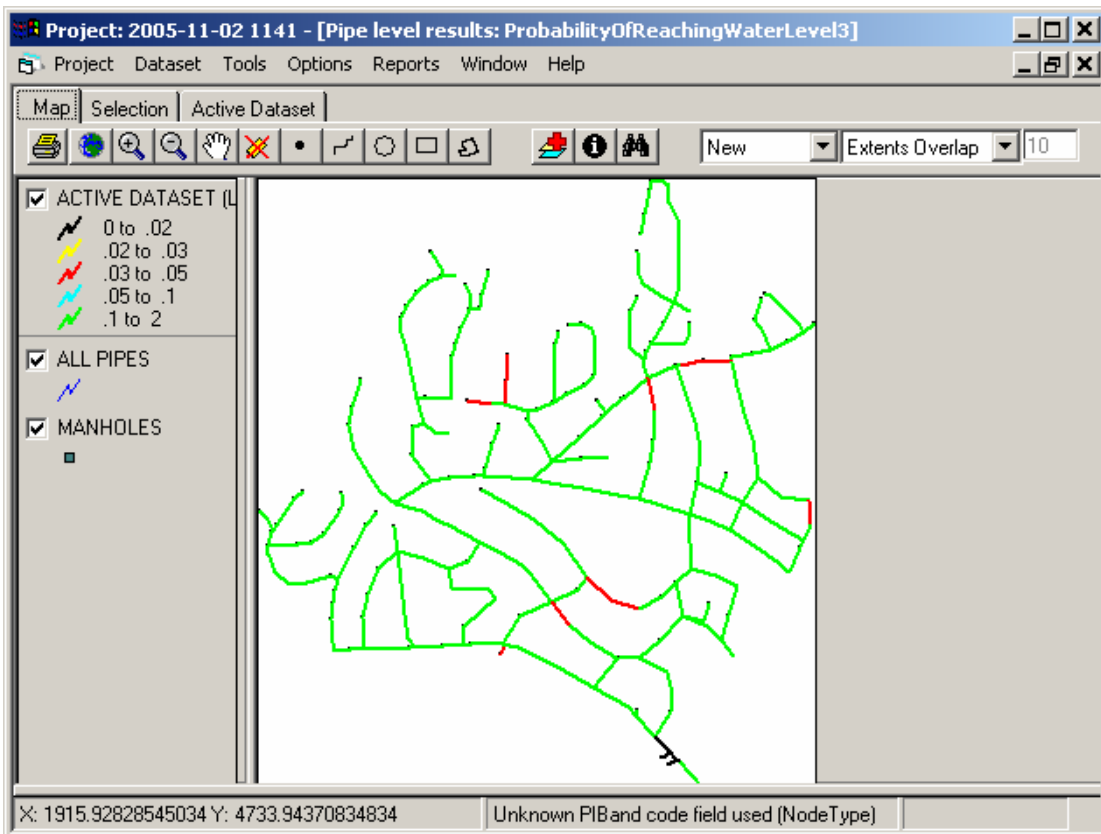 Project: 2005-11-02 1141 - [Pipe level results: ProbabilityOfReachingWaterLevel3]
Project Dataset Tools Options Reports Window Help
Map Selection Active Dataset
New Extents Overlap 10
ACTIVE DATASET (L
0 to .02
.02 to .03
.03 to .05
.05 to .1
.1 to 2
ALL PIPES
MANHOLES
X: 1915.92828545034 Y: 4733.94370834834 Unknown PIBand code field used (NodeType)